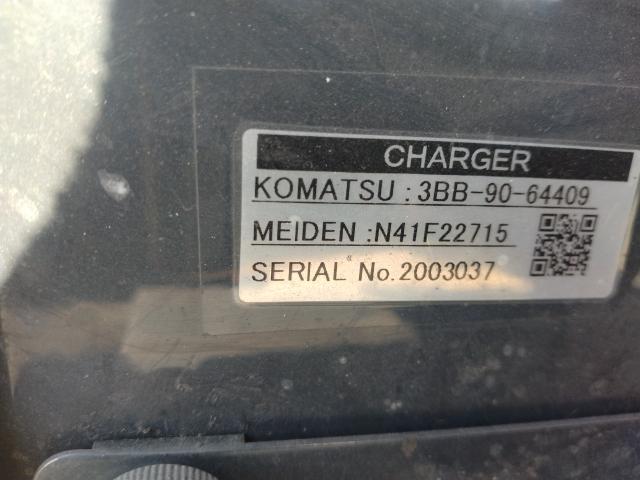 CHARGER
KOMATSU : 3BB-90-64409
MEIDEN :N41F22715
SERIAL No. 2003037